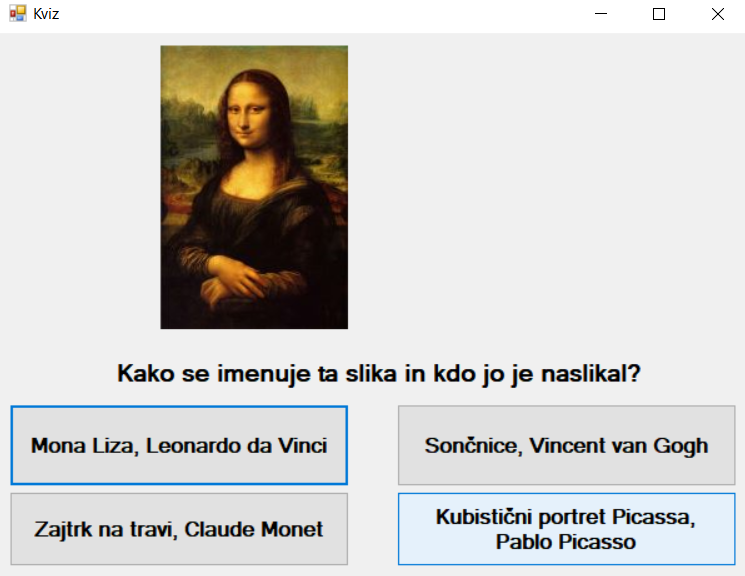 Kviz
Kako se imenuje ta slika in kdo jo je naslikal?
Mona Liza, Leonardo da Vinci
Sončnice, Vincent van Gogh
Zajtrk na travi, Claude Monet
Kubistični portret Picassa,
Pablo Picasso